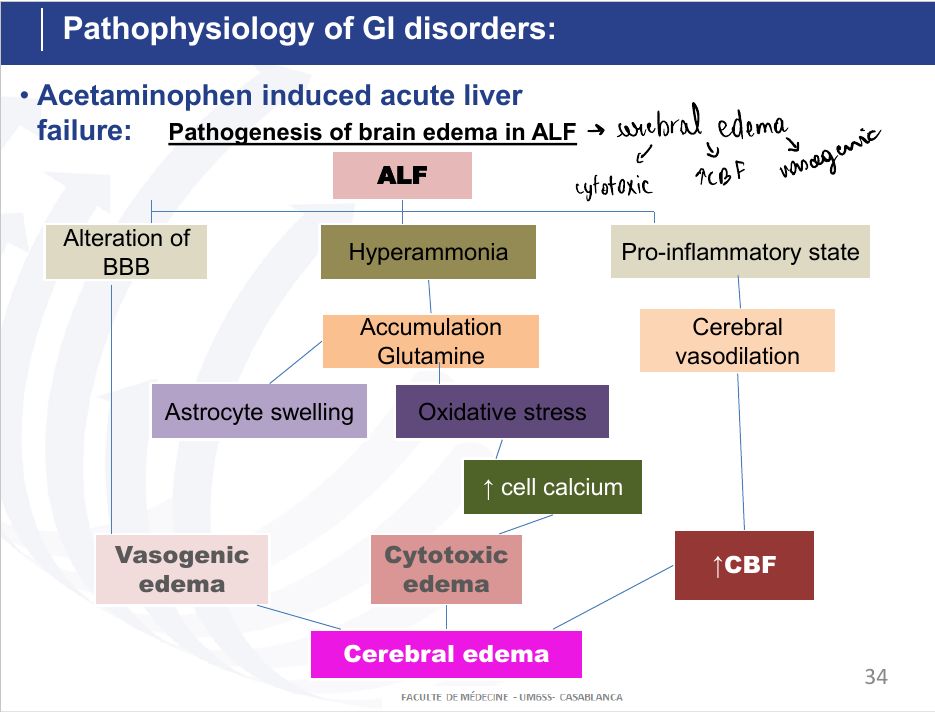 Pathophysiology of GI disorders:
• Acetaminophen induced acute liver
failure:
Pathogenesis of brain edema in ALF → cerebral edema
cytotoxic ↑CBF vasogenic
ALF
Alteration of
BBB
Hyperammonia
Pro-inflammatory state
Accumulation
Glutamine
Cerebral
vasodilation
Astrocyte swelling
Oxidative stress
↑ cell calcium
Vasogenic
edema
Cytotoxic
edema
↑CBF
Cerebral edema
34
FACULTE DE MÉDECINE - UM6SS- CASABLANCA